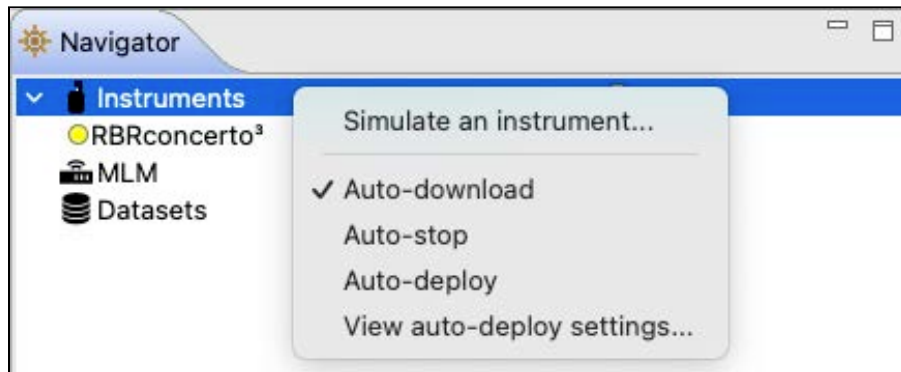 Navigator
Instruments
RBRconcerto³
MLM
Datasets
Simulate an instrument...
Auto-download
Auto-stop
Auto-deploy
View auto-deploy settings...